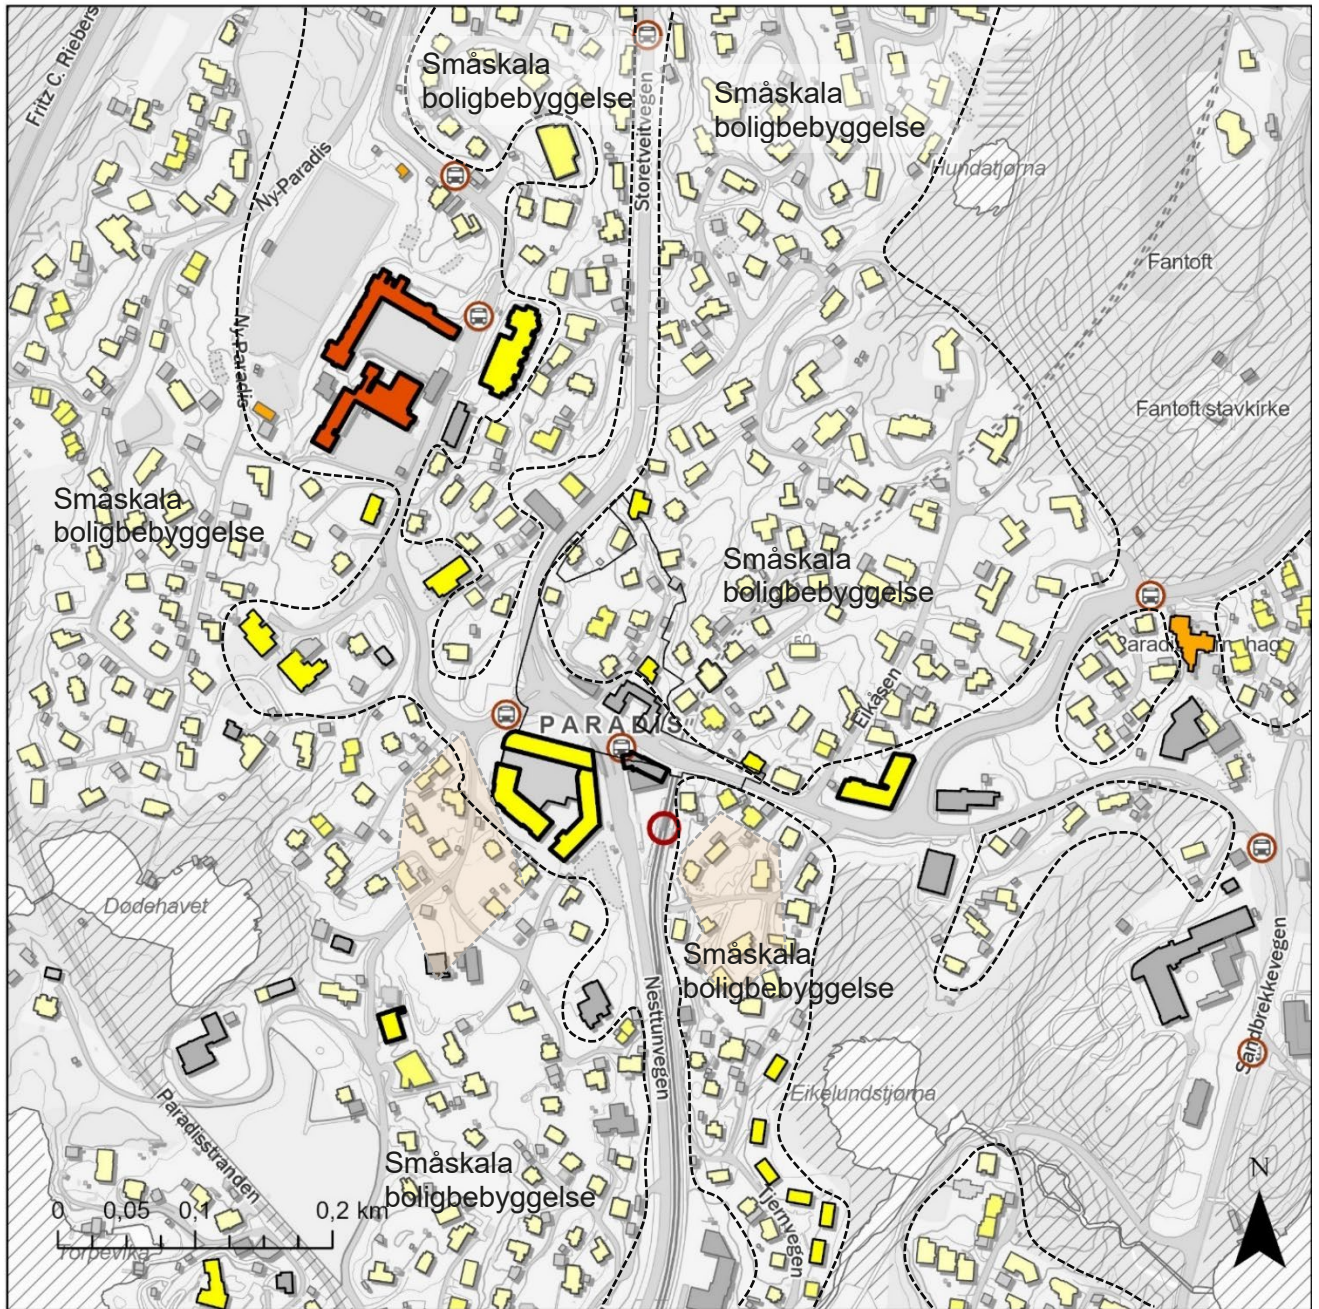 Fritz C. Riebers
Småskala
boligbebyggelse
Småskala
boligbebyggelse
Storetveitvegen
Ny-Paradis
Hundatjørna
Fantoft
Ny-Paradis
Fantoft stavkirke
Småskala
boligbebyggelse
Småskala
boligbebyggelse
50
Eikåsen
PARADIS
Dødehavet
Småskala
boligbebyggelse
Nesttunvegen
Sandbrekkevegen
Eikelundstjørna
Paradisstranden
Småskala
boligbebyggelse
Tjernvegen
N
0 0,05 0,1 0,2 km